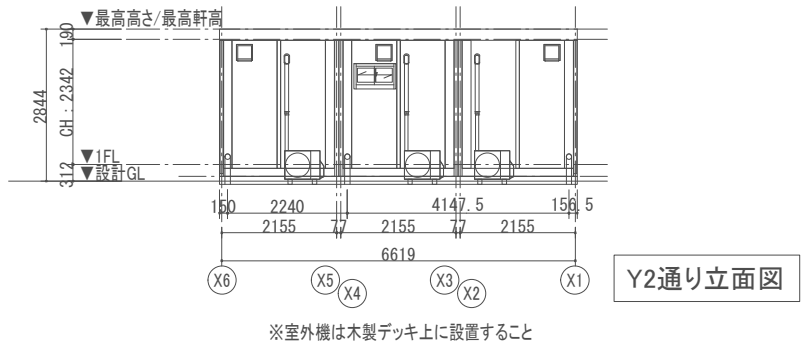 ▼最高高さ/最高軒高
190
CH：2342
2844
▼1FL
▼設計GL
312
150 2240 4147.5 156.5
2155 77 2155 77 2155
6619
X6 X5 X4 X3 X2 X1
Y2通り立面図
※室外機は木製デッキ上に設置すること